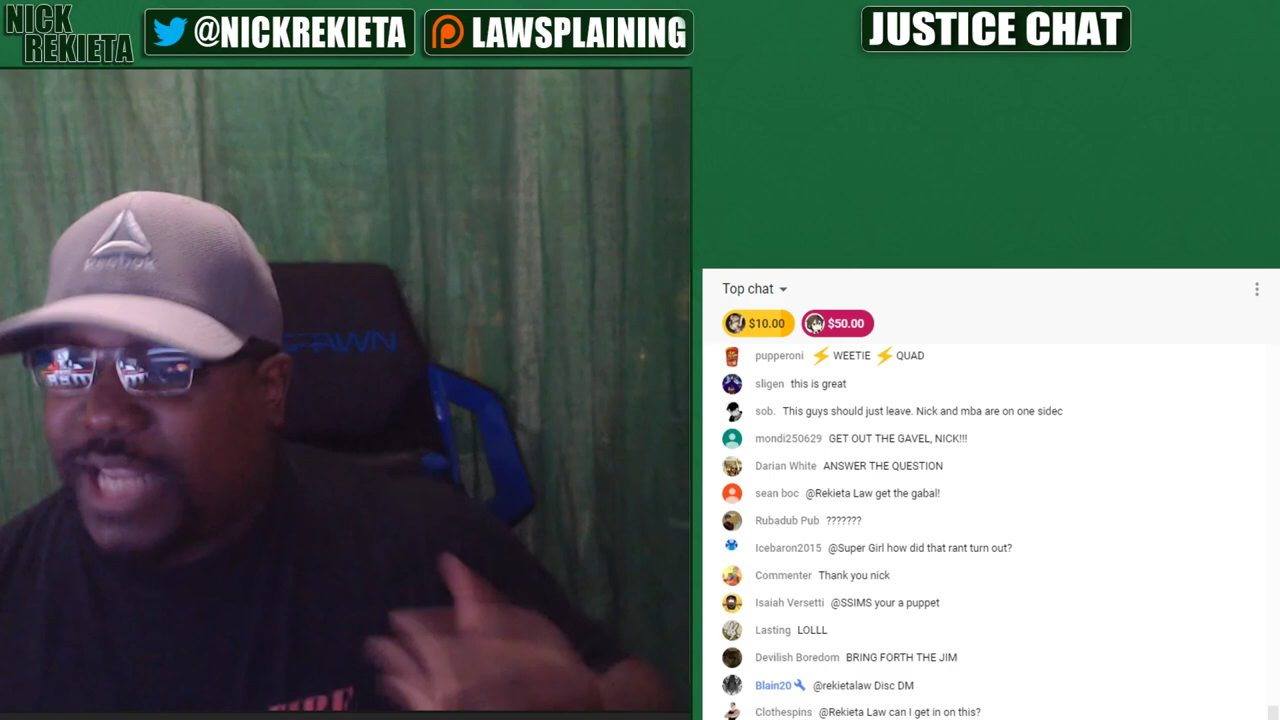 NICK
REKIETA
@NICKREKIETA
LAWSPLAINING
JUSTICE CHAT
Reebok
Top chat
$10.00
$50.00
pupperoni ⚡ WEETIE ⚡ QUAD
sligen this is great
sob. This guys should just leave. Nick and mba are on one sidec
mondi250629 GET OUT THE GAVEL, NICK!!!
Darian White ANSWER THE QUESTION
sean boc @Rekieta Law get the gabal!
Rubadub Pub ???????
Icebaron2015 @Super Girl how did that rant turn out?
Commenter Thank you nick
Isaiah Versetti @SSIMS your a puppet
Lasting LOLLL
Devilish Boredom BRING FORTH THE JIM
Blain20 @rekietalaw Disc DM
Clothespins @Rekieta Law can I get in on this?